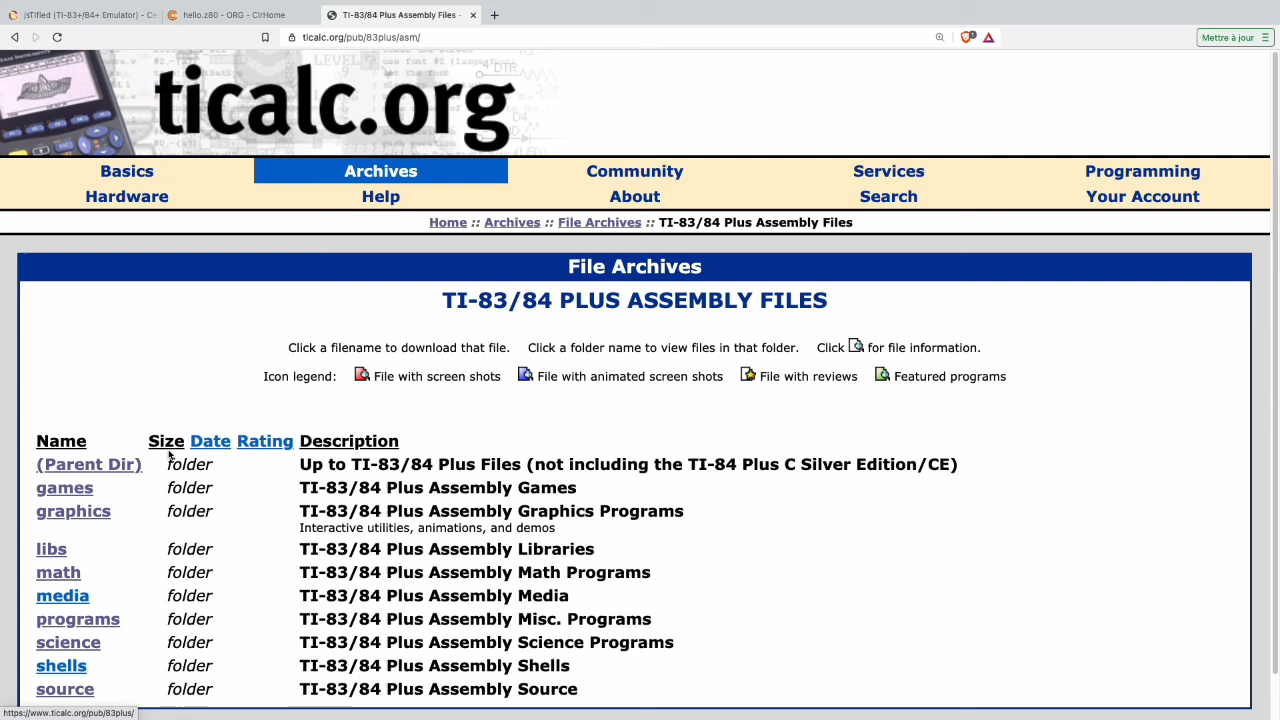 jsTified (TI-83+/84+ Emulator) - Ce
hello.z80 - ORG - CirHome
TI-83/84 Plus Assembly Files -
ticalc.org/pub/83plus/asm/
Mettre à jour
ticalc.org
Basics Archives Community Services Programming
Hardware Help About Search Your Account
Home :: Archives :: File Archives :: TI-83/84 Plus Assembly Files
File Archives
TI-83/84 PLUS ASSEMBLY FILES
Click a filename to download that file. Click a folder name to view files in that folder. Click for file information.
Icon legend: File with screen shots File with animated screen shots File with reviews Featured programs
Name Size Date Rating Description
(Parent Dir) folder Up to TI-83/84 Plus Files (not including the TI-84 Plus C Silver Edition/CE)
games folder TI-83/84 Plus Assembly Games
graphics folder TI-83/84 Plus Assembly Graphics Programs
Interactive utilities, animations, and demos
libs folder TI-83/84 Plus Assembly Libraries
math folder TI-83/84 Plus Assembly Math Programs
media folder TI-83/84 Plus Assembly Media
programs folder TI-83/84 Plus Assembly Misc. Programs
science folder TI-83/84 Plus Assembly Science Programs
shells folder TI-83/84 Plus Assembly Shells
source folder TI-83/84 Plus Assembly Source
https://www.ticalc.org/pub/83plus/